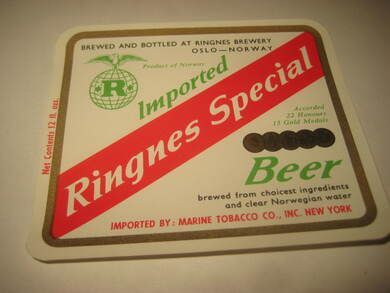 BREWED AND BOTTLED AT RINGNES BREWERY
OSLO—NORWAY
Product of Norway
R
Imported
Ringnes Special
Accorded
22 Honours
15 Gold Medals
Beer
brewed from choicest ingredients
and clear Norwegian water
IMPORTED BY: MARINE TOBACCO CO., INC. NEW YORK
Net Contents 12 fl. ozs.